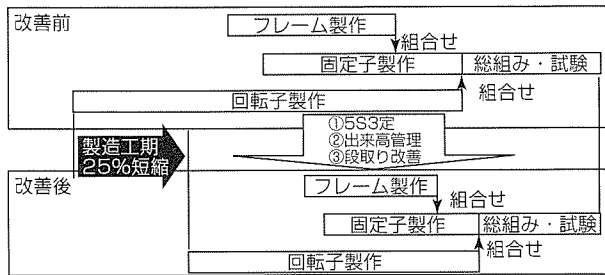 改善前
フレーム製作
組合せ
固定子製作
総組み・試験
組合せ
回転子製作
製造工期
25%短縮
①5S3定
②出来高管理
③段取り改善
改善後
フレーム製作
組合せ
固定子製作
総組み・試験
組合せ
回転子製作